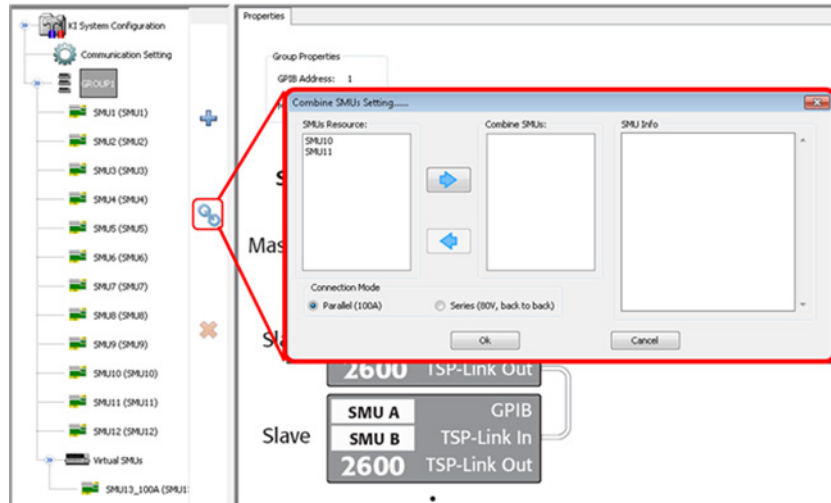 KI System Configuration
Communication Setting
GROUP1
SMU1 (SMU1)
SMU2 (SMU2)
SMU3 (SMU3)
SMU4 (SMU4)
SMU5 (SMU5)
SMU6 (SMU6)
SMU7 (SMU7)
SMU8 (SMU8)
SMU9 (SMU9)
SMU10 (SMU10)
SMU11 (SMU11)
SMU12 (SMU12)
Virtual SMUs
SMU13_100A (SMU1
Properties
Group Properties
GPIB Address: 1
Combine SMUs Setting.....
SMUs Resource:
SMU10
SMU11
Combine SMUs:
SMU Info
Connection Mode
Parallel (100A)
Series (80V, back to back)
Ok
Cancel
S
Mas
Sla
2600 TSP-Link Out
Slave
SMU A GPIB
SMU B TSP-Link In
2600 TSP-Link Out